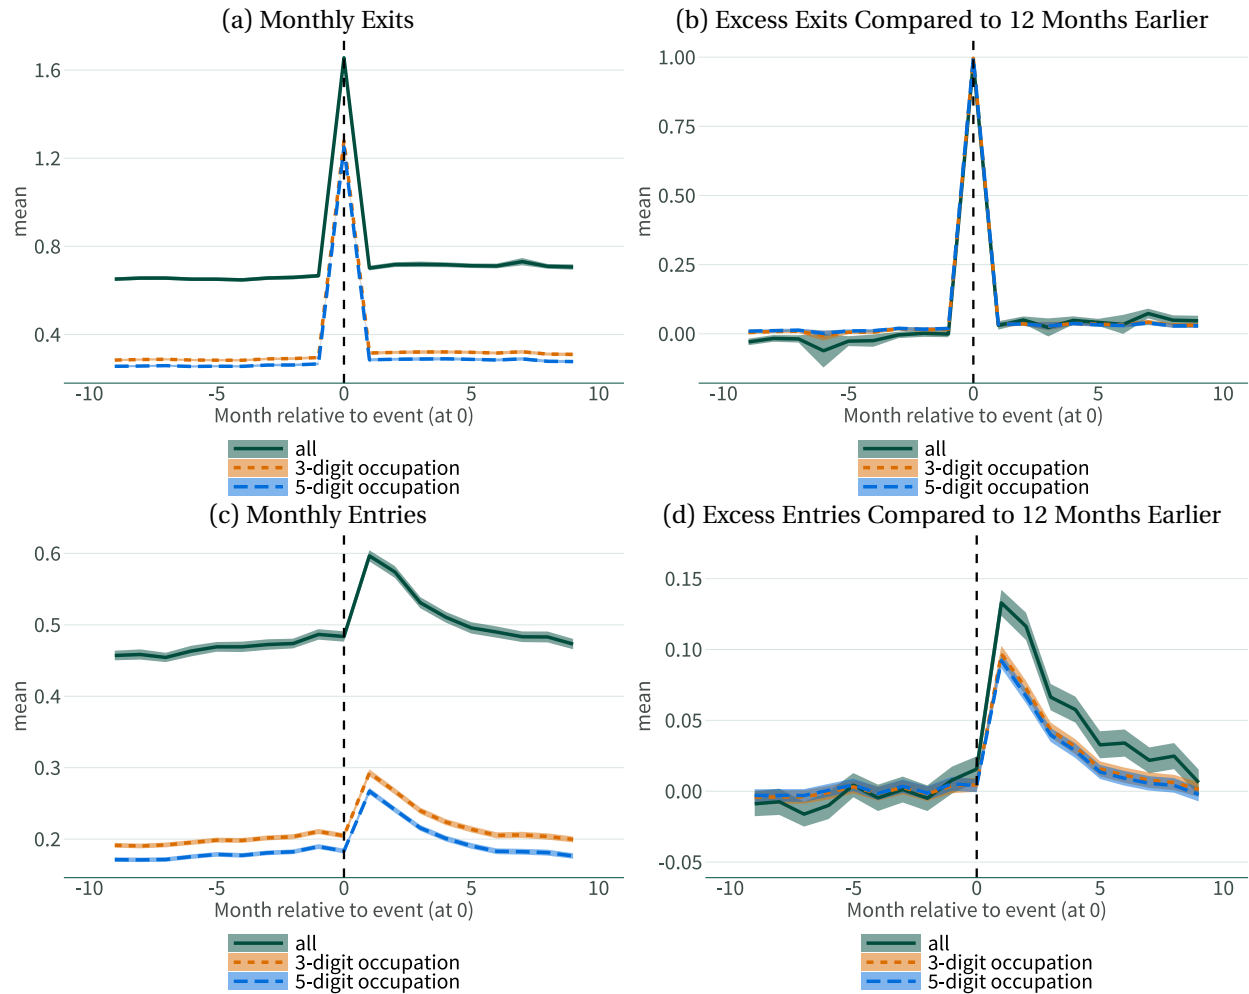 (a) Monthly Exits
mean
1.6
1.2
0.8
0.4
-10 -5 0 5 10
Month relative to event (at 0)
all
3-digit occupation
5-digit occupation
(b) Excess Exits Compared to 12 Months Earlier
mean
1.00
0.75
0.50
0.25
0.00
-10 -5 0 5 10
Month relative to event (at 0)
all
3-digit occupation
5-digit occupation
(c) Monthly Entries
mean
0.6
0.5
0.4
0.3
0.2
-10 -5 0 5 10
Month relative to event (at 0)
all
3-digit occupation
5-digit occupation
(d) Excess Entries Compared to 12 Months Earlier
mean
0.15
0.10
0.05
0.00
-0.05
-10 -5 0 5 10
Month relative to event (at 0)
all
3-digit occupation
5-digit occupation